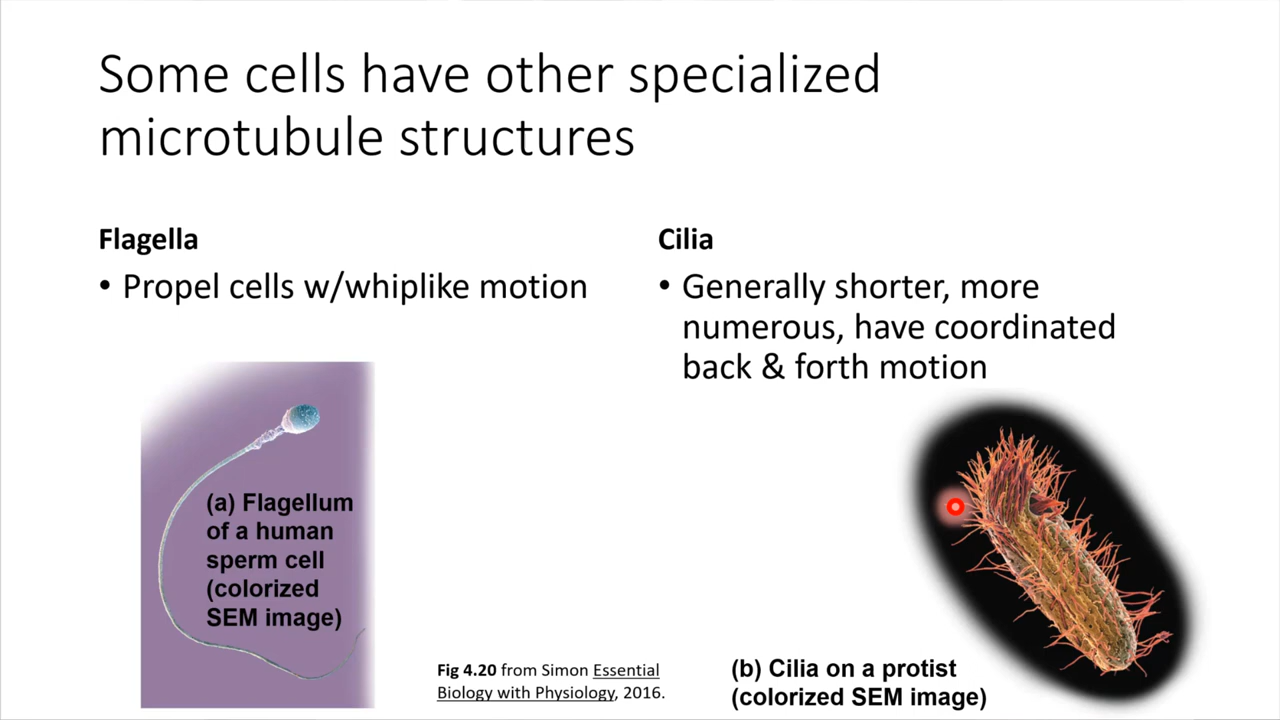 Some cells have other specialized
microtubule structures
Flagella
• Propel cells w/whiplike motion
Cilia
• Generally shorter, more
numerous, have coordinated
back & forth motion
(a) Flagellum
of a human
sperm cell
(colorized
SEM image)
Fig 4.20 from Simon Essential
Biology with Physiology, 2016.
(b) Cilia on a protist
(colorized SEM image)